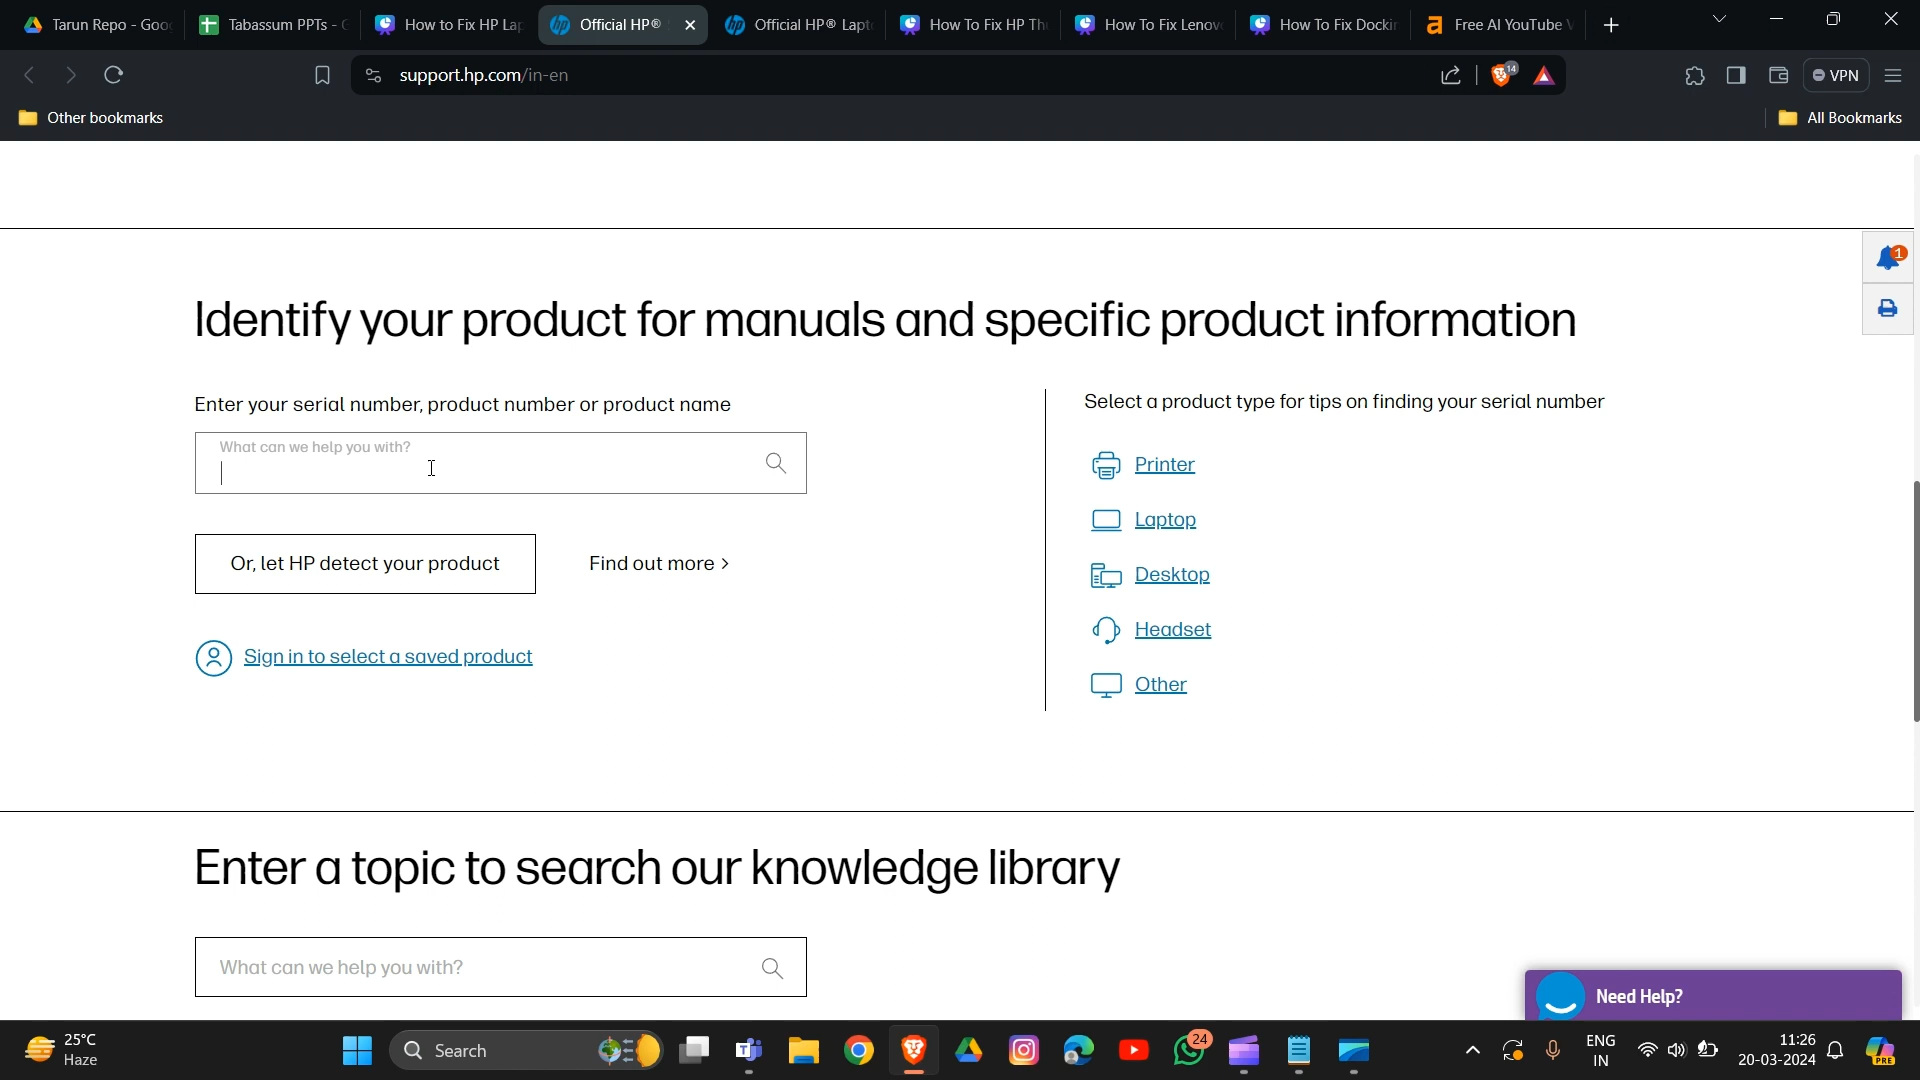 Tarun Repo - Goo
Tabassum PPTs - G
How to Fix HP Lap
Official HP®
Official HP® Lapt
How To Fix HP Th
How To Fix Lenov
How To Fix Dockin
Free AI YouTube V
support.hp.com/in-en
14
VPN
Other bookmarks
All Bookmarks
1
Identify your product for manuals and specific product information
Enter your serial number, product number or product name
What can we help you with?
Or, let HP detect your product
Find out more >
Sign in to select a saved product
Select a product type for tips on finding your serial number
Printer
Laptop
Desktop
Headset
Other
Enter a topic to search our knowledge library
What can we help you with?
Need Help?
25°C
Haze
Search
24
ENG
IN
11:26
20-03-2024
PRE